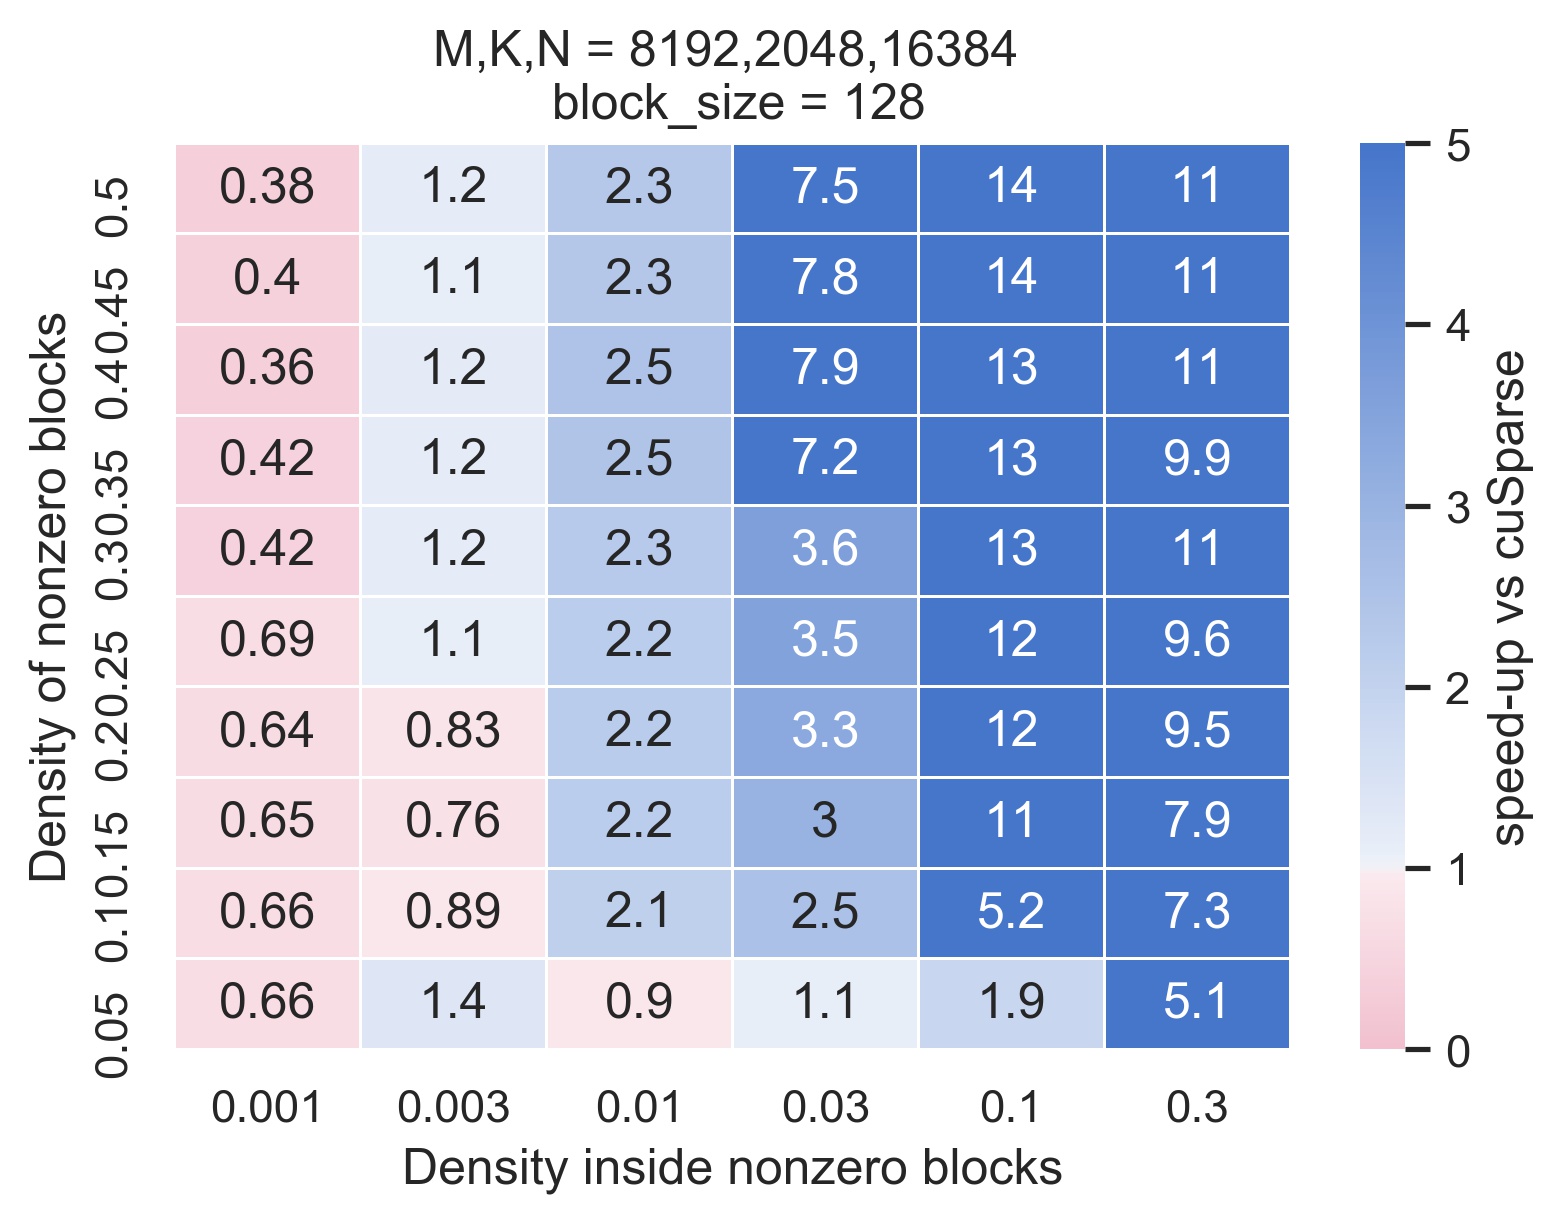 M,K,N = 8192,2048,16384
block_size = 128
Density of nonzero blocks
0.5 0.38 1.2 2.3 7.5 14 11
0.45 0.4 1.1 2.3 7.8 14 11
0.4 0.36 1.2 2.5 7.9 13 11
0.35 0.42 1.2 2.5 7.2 13 9.9
0.3 0.42 1.2 2.3 3.6 13 11
0.25 0.69 1.1 2.2 3.5 12 9.6
0.2 0.64 0.83 2.2 3.3 12 9.5
0.15 0.65 0.76 2.2 3 11 7.9
0.1 0.66 0.89 2.1 2.5 5.2 7.3
0.05 0.66 1.4 0.9 1.1 1.9 5.1
0.001 0.003 0.01 0.03 0.1 0.3
Density inside nonzero blocks
5
4
3
2
1
0
speed-up vs cuSparse